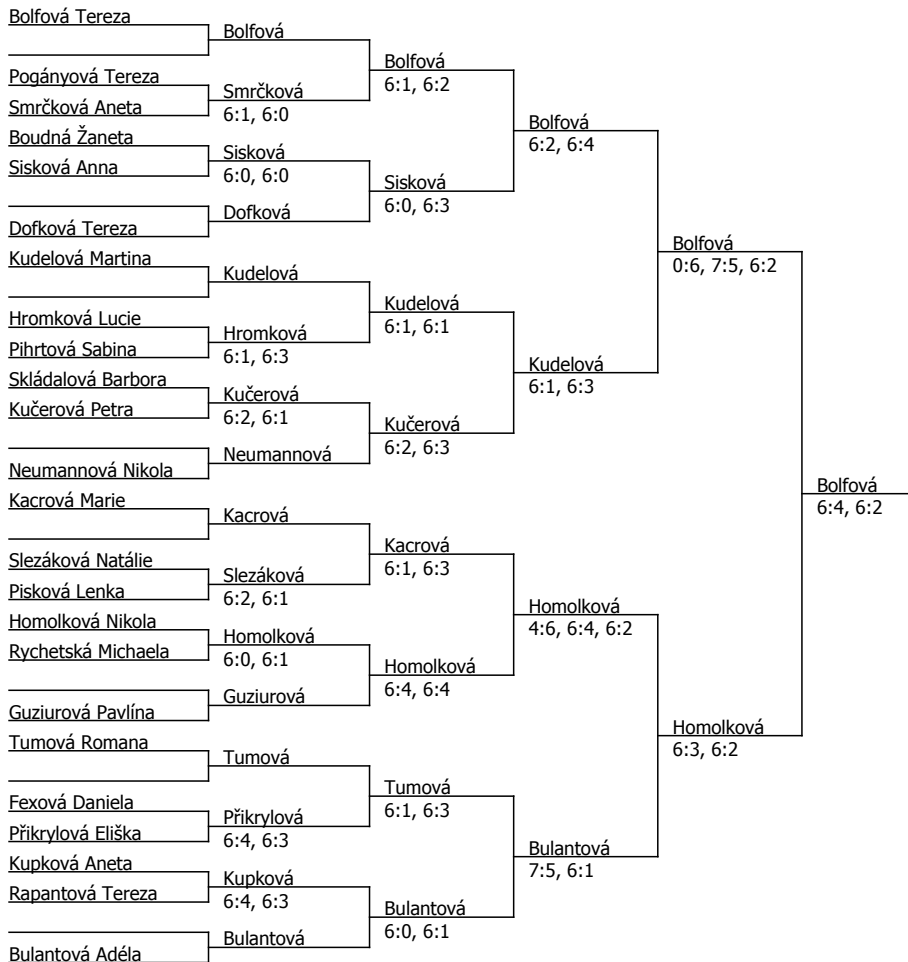 Bolfová Tereza
Pogányová Tereza
Smrčková Aneta
Boudná Žaneta
Sisková Anna
Dofková Tereza
Kudelová Martina
Hromková Lucie
Pihrtová Sabina
Skládalová Barbora
Kučerová Petra
Neumannová Nikola
Kacrová Marie
Slezáková Natálie
Pisková Lenka
Homolková Nikola
Rychetská Michaela
Guziurová Pavlína
Tumová Romana
Fexová Daniela
Přikrylová Eliška
Kupková Aneta
Rapantová Tereza
Bulantová Adéla
Bolfová
Smrčková
6:1, 6:0
Sisková
6:0, 6:0
Dofková
Kudelová
Hromková
6:1, 6:3
Kučerová
6:2, 6:1
Neumannová
Kacrová
Slezáková
6:2, 6:1
Homolková
6:0, 6:1
Guziurová
Tumová
Přikrylová
6:4, 6:3
Kupková
6:4, 6:3
Bulantová
Bolfová
6:1, 6:2
Sisková
6:0, 6:3
Kudelová
6:1, 6:1
Kučerová
6:2, 6:3
Kacrová
6:1, 6:3
Homolková
6:4, 6:4
Tumová
6:1, 6:3
Bulantová
6:0, 6:1
Bolfová
6:2, 6:4
Kudelová
6:1, 6:3
Homolková
4:6, 6:4, 6:2
Bulantová
7:5, 6:1
Bolfová
0:6, 7:5, 6:2
Homolková
6:3, 6:2
Bolfová
6:4, 6:2